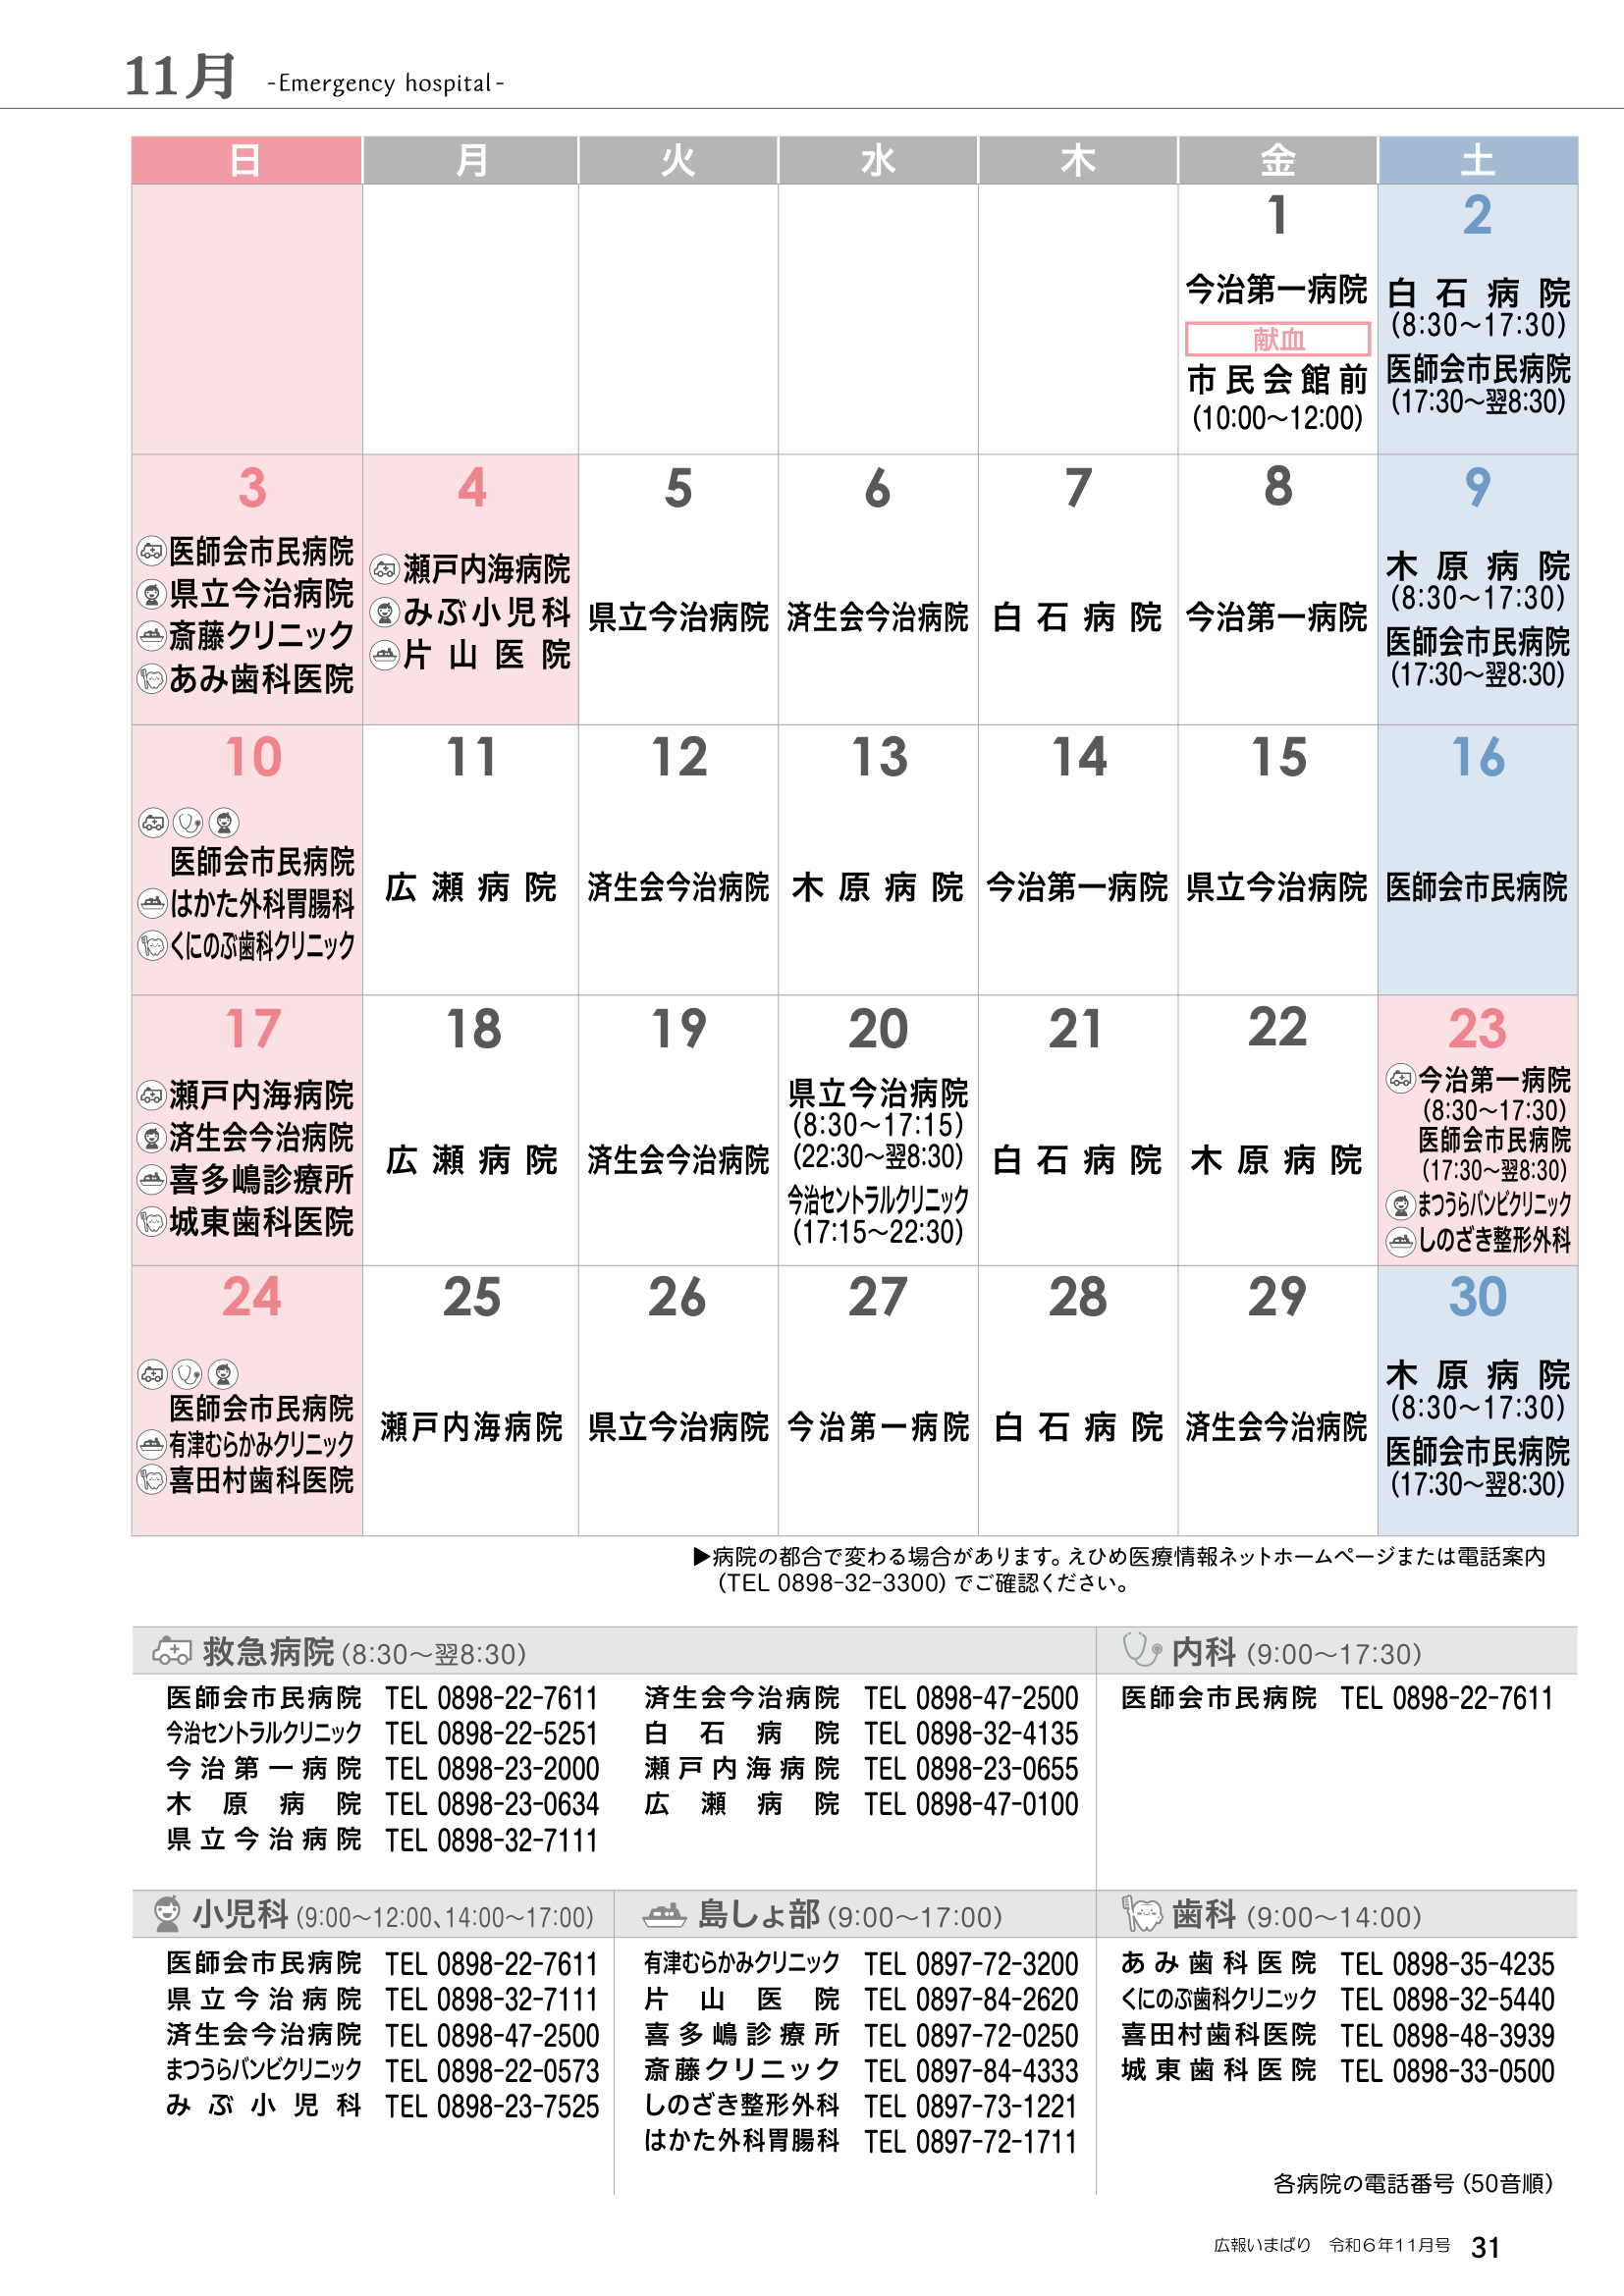 11月 -Emergency hospital-
日 月 火 水 木 金 土
1
今治第一病院
献血
市民会館前
(10:00〜12:00)
2
白石病院
(8:30〜17:30)
医師会市民病院
(17:30〜翌8:30)
3
医師会市民病院
県立今治病院
斎藤クリニック
あみ歯科医院
4
瀬戸内海病院
みぶ小児科
片山医院
5
県立今治病院
6
済生会今治病院
7
白石病院
8
今治第一病院
9
木原病院
(8:30〜17:30)
医師会市民病院
(17:30〜翌8:30)
10
医師会市民病院
はかた外科胃腸科
くにのぶ歯科クリニック
11
広瀬病院
12
済生会今治病院
13
木原病院
14
今治第一病院
15
県立今治病院
16
医師会市民病院
17
瀬戸内海病院
済生会今治病院
喜多嶋診療所
城東歯科医院
18
広瀬病院
19
済生会今治病院
20
県立今治病院
(8:30〜17:15)
(22:30〜翌8:30)
今治セントラルクリニック
(17:15〜22:30)
21
白石病院
22
木原病院
23
今治第一病院
(8:30〜17:30)
医師会市民病院
(17:30〜翌8:30)
まつうらバンビクリニック
しのざき整形外科
24
医師会市民病院
有津むらかみクリニック
喜田村歯科医院
25
瀬戸内海病院
26
県立今治病院
27
今治第一病院
28
白石病院
29
済生会今治病院
30
木原病院
(8:30〜17:30)
医師会市民病院
(17:30〜翌8:30)
▶病院の都合で変わる場合があります。えひめ医療情報ネットホームページまたは電話案内
(TEL 0898-32-3300)でご確認ください。
救急病院(8:30〜翌8:30)
医師会市民病院 TEL 0898-22-7611
今治セントラルクリニック TEL 0898-22-5251
今治第一病院 TEL 0898-23-2000
木原病院 TEL 0898-23-0634
県立今治病院 TEL 0898-32-7111
済生会今治病院 TEL 0898-47-2500
白石病院 TEL 0898-32-4135
瀬戸内海病院 TEL 0898-23-0655
広瀬病院 TEL 0898-47-0100
内科(9:00〜17:30)
医師会市民病院 TEL 0898-22-7611
小児科(9:00〜12:00、14:00〜17:00)
医師会市民病院 TEL 0898-22-7611
県立今治病院 TEL 0898-32-7111
済生会今治病院 TEL 0898-47-2500
まつうらバンビクリニック TEL 0898-22-0573
みぶ小児科 TEL 0898-23-7525
島しょ部(9:00〜17:00)
有津むらかみクリニック TEL 0897-72-3200
片山医院 TEL 0897-84-2620
喜多嶋診療所 TEL 0897-72-0250
斎藤クリニック TEL 0897-84-4333
しのざき整形外科 TEL 0897-73-1221
はかた外科胃腸科 TEL 0897-72-1711
歯科(9:00〜14:00)
あみ歯科医院 TEL 0898-35-4235
くにのぶ歯科クリニック TEL 0898-32-5440
喜田村歯科医院 TEL 0898-48-3939
城東歯科医院 TEL 0898-33-0500
各病院の電話番号(50音順)
広報いまばり 令和6年11月号 31